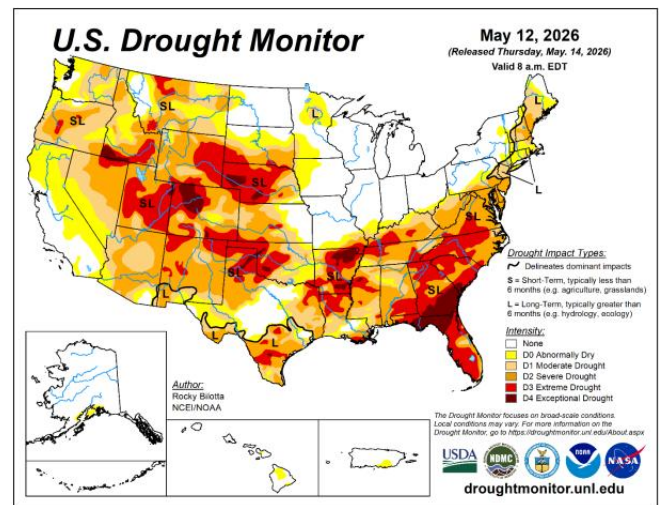 U.S. Drought Monitor
May 12, 2026
(Released Thursday, May. 14, 2026)
Valid 8 a.m. EDT
L
SL
SL
L
L
SL
SL
SL
SL
SL
SL
L
L
L
Drought Impact Types:
Delineates dominant impacts
S = Short-Term, typically less than
6 months (e.g. agriculture, grasslands)
L = Long-Term, typically greater than
6 months (e.g. hydrology, ecology)
Intensity:
None
D0 Abnormally Dry
D1 Moderate Drought
D2 Severe Drought
D3 Extreme Drought
D4 Exceptional Drought
Author:
Rocky Bilotta
NCEI/NOAA
The Drought Monitor focuses on broad-scale conditions.
Local conditions may vary. For more information on the
Drought Monitor, go to https://droughtmonitor.unl.edu/About.aspx
USDA
NDMC
NOAA
NASA
droughtmonitor.unl.edu